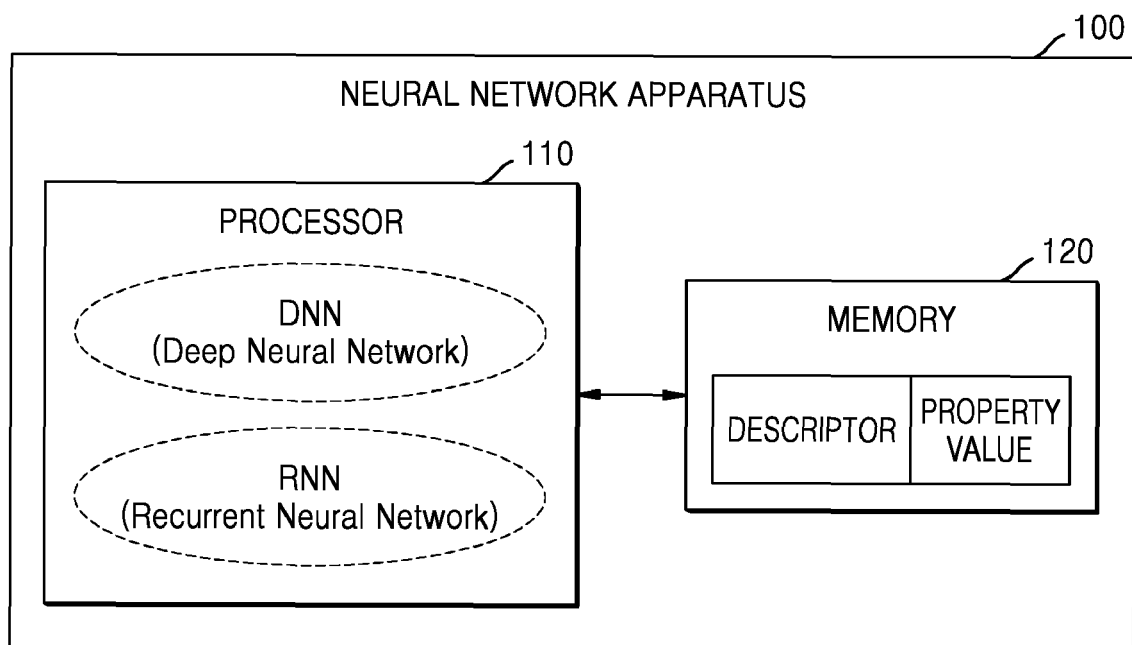 100
NEURAL NETWORK APPARATUS
110
PROCESSOR
DNN
(Deep Neural Network)
RNN
(Recurrent Neural Network)
120
MEMORY
DESCRIPTOR
PROPERTY
VALUE